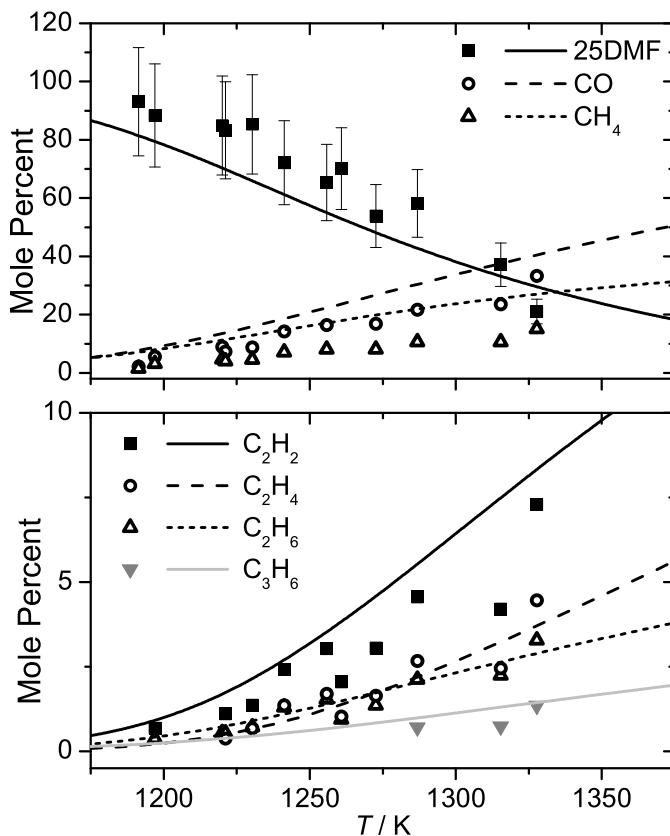 120
100
80
60
40
20
0
Mole Percent
25DMF
CO
CH₄
10
5
0
Mole Percent
C₂H₂
C₂H₄
C₂H₆
C₃H₆
1200
1250
1300
1350
T / K